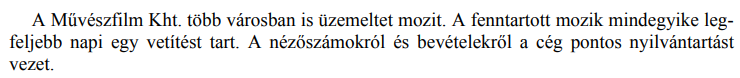 A Művészfilm Kht. több városban is üzemeltet mozit. A fenntartott mozik mindegyike leg-
feljebb napi egy vetítést tart. A nézőszámokról és bevételekről a cég pontos nyilvántartást
vezet.